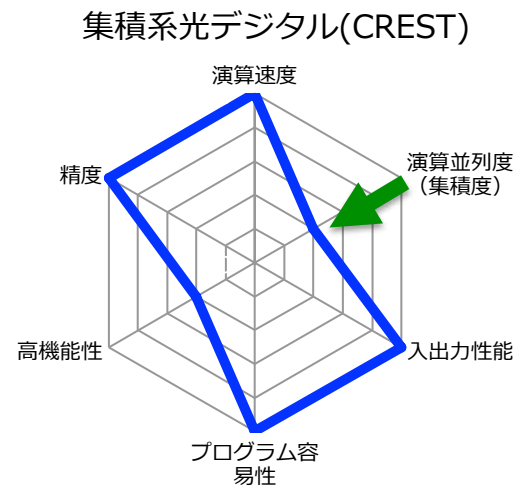 集積系光デジタル(CREST)
演算速度
演算並列度
（集積度）
精度
高機能性
入出力性能
プログラム容
易性